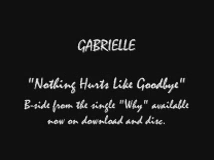 GABRIELLE
"Nothing Hurts Like Goodbye"
B-side from the single "Why" available
now on download and disc.